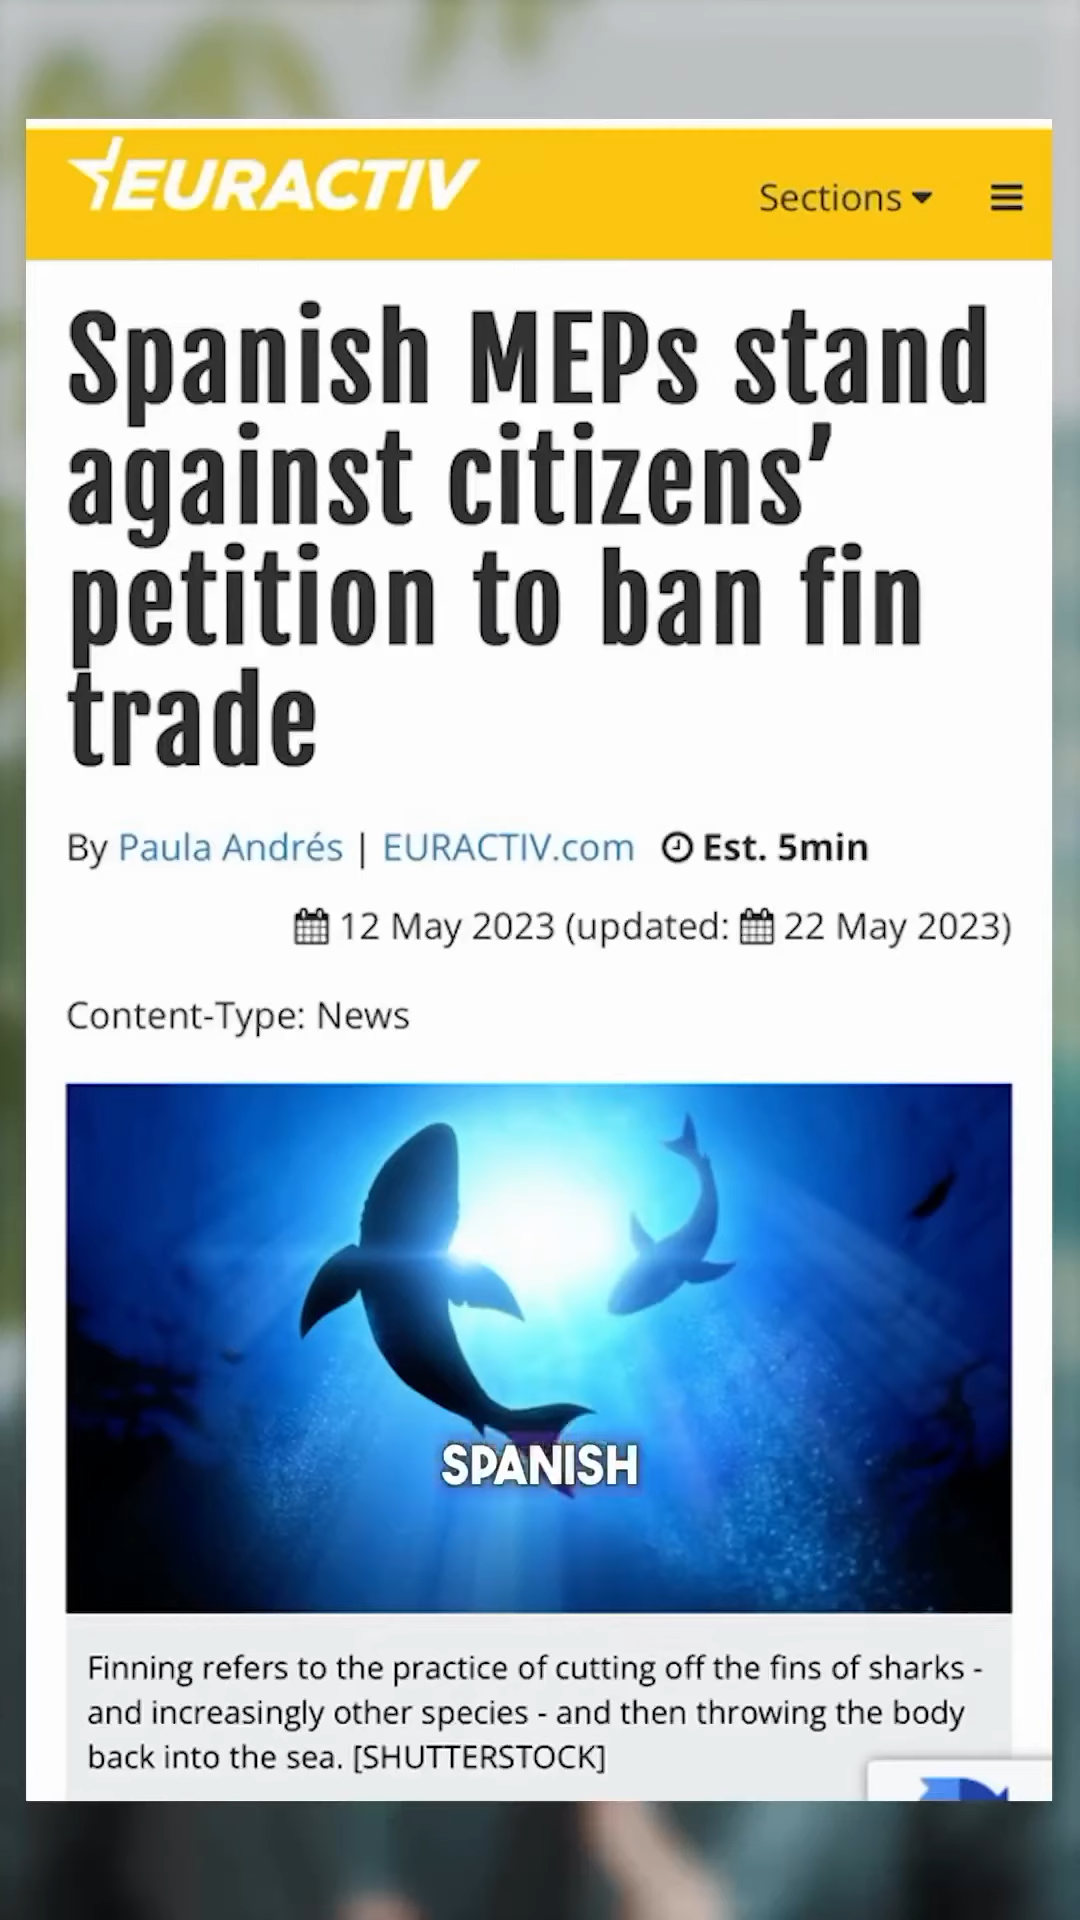 EURACTIV
Sections
Spanish MEPs stand
against citizens’
petition to ban fin
trade
By Paula Andrés | EURACTIV.com Est. 5min
12 May 2023 (updated: 22 May 2023)
Content-Type: News
SPANISH
Finning refers to the practice of cutting off the fins of sharks -
and increasingly other species - and then throwing the body
back into the sea. [SHUTTERSTOCK]